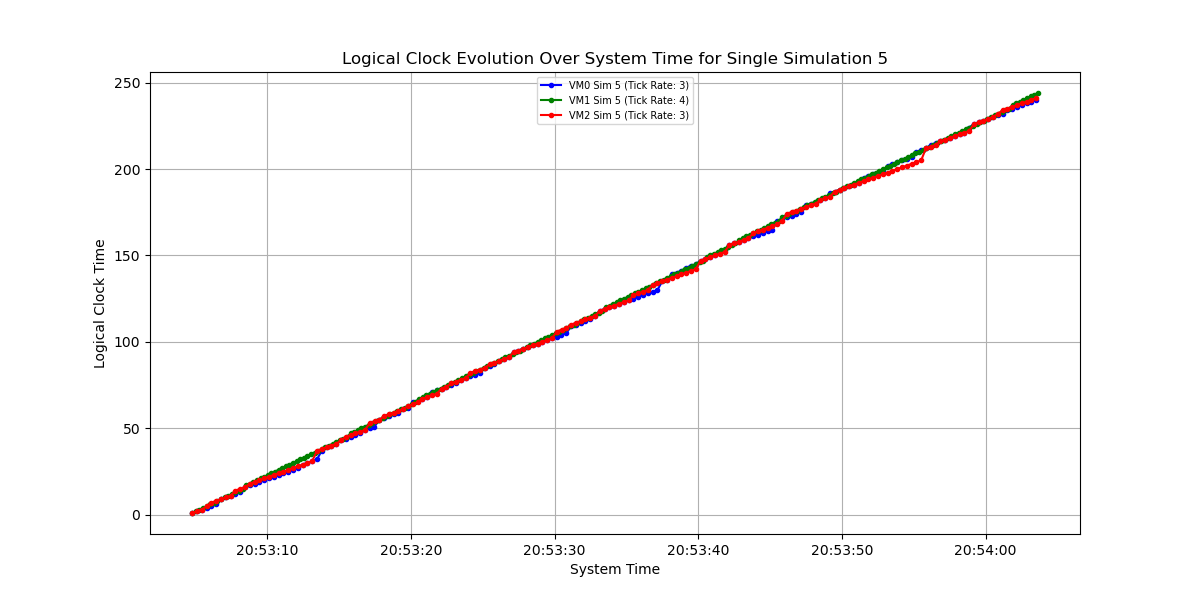 Logical Clock Evolution Over System Time for Single Simulation 5
VM0 Sim 5 (Tick Rate: 3)
VM1 Sim 5 (Tick Rate: 4)
VM2 Sim 5 (Tick Rate: 3)
Logical Clock Time
250
200
150
100
50
0
20:53:10
20:53:20
20:53:30
20:53:40
20:53:50
20:54:00
System Time